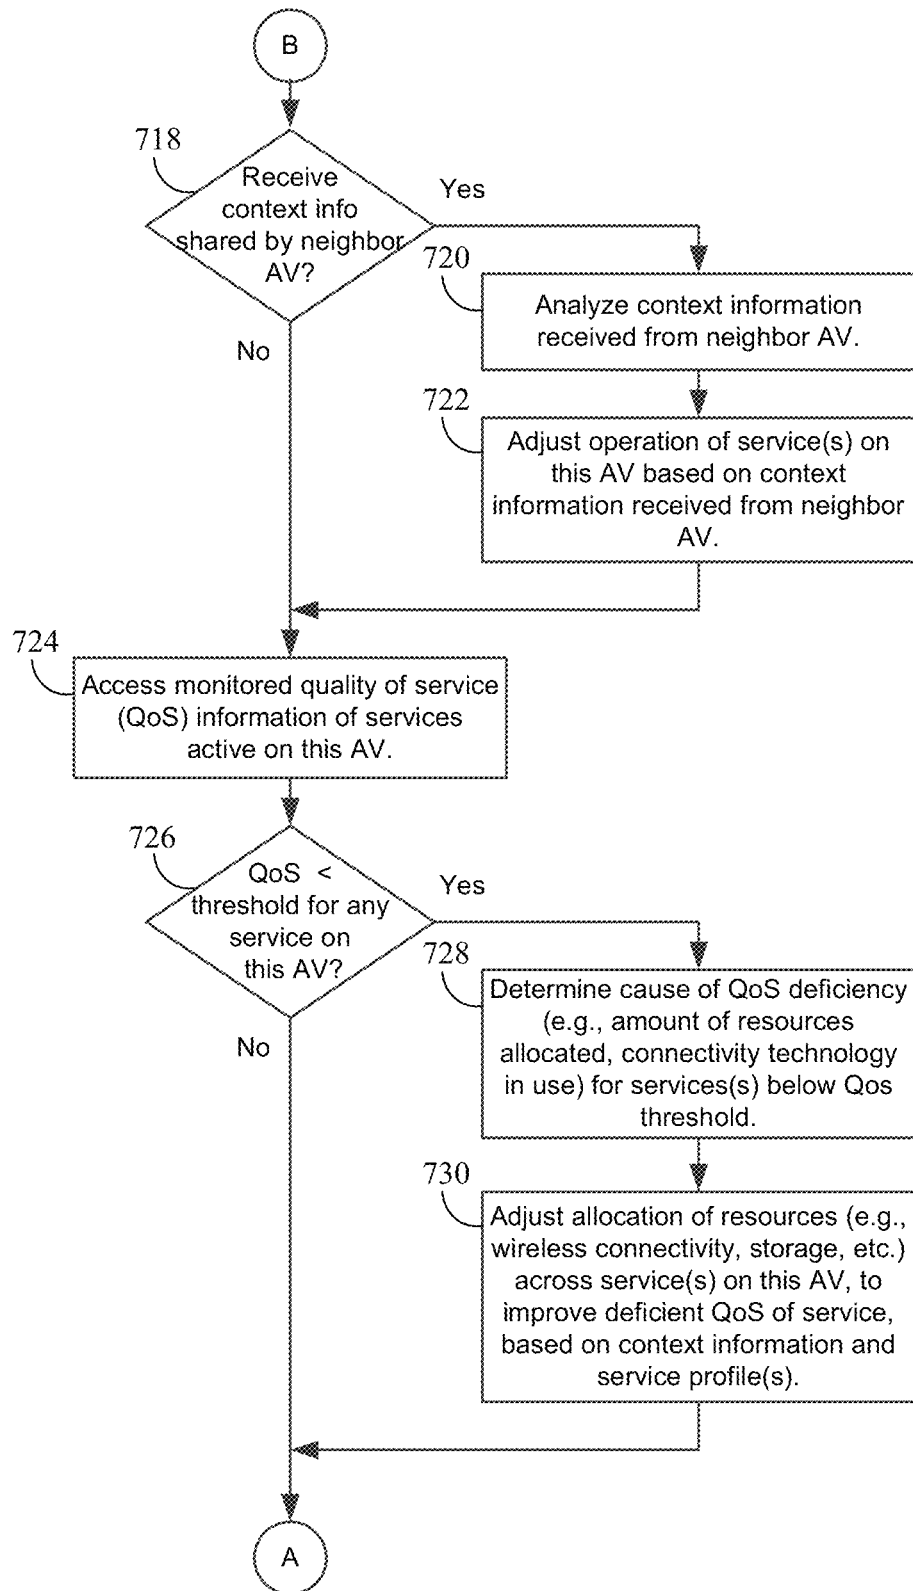 B
718
Receive
context info
shared by neighbor
AV?
Yes
No
720
Analyze context information
received from neighbor AV.
722
Adjust operation of service(s) on
this AV based on context
information received from neighbor
AV.
724
Access monitored quality of service
(QoS) information of services
active on this AV.
726
QoS <
threshold for any
service on
this AV?
Yes
No
728
Determine cause of QoS deficiency
(e.g., amount of resources
allocated, connectivity technology
in use) for services(s) below Qos
threshold.
730
Adjust allocation of resources (e.g.,
wireless connectivity, storage, etc.)
across service(s) on this AV, to
improve deficient QoS of service,
based on context information and
service profile(s).
A